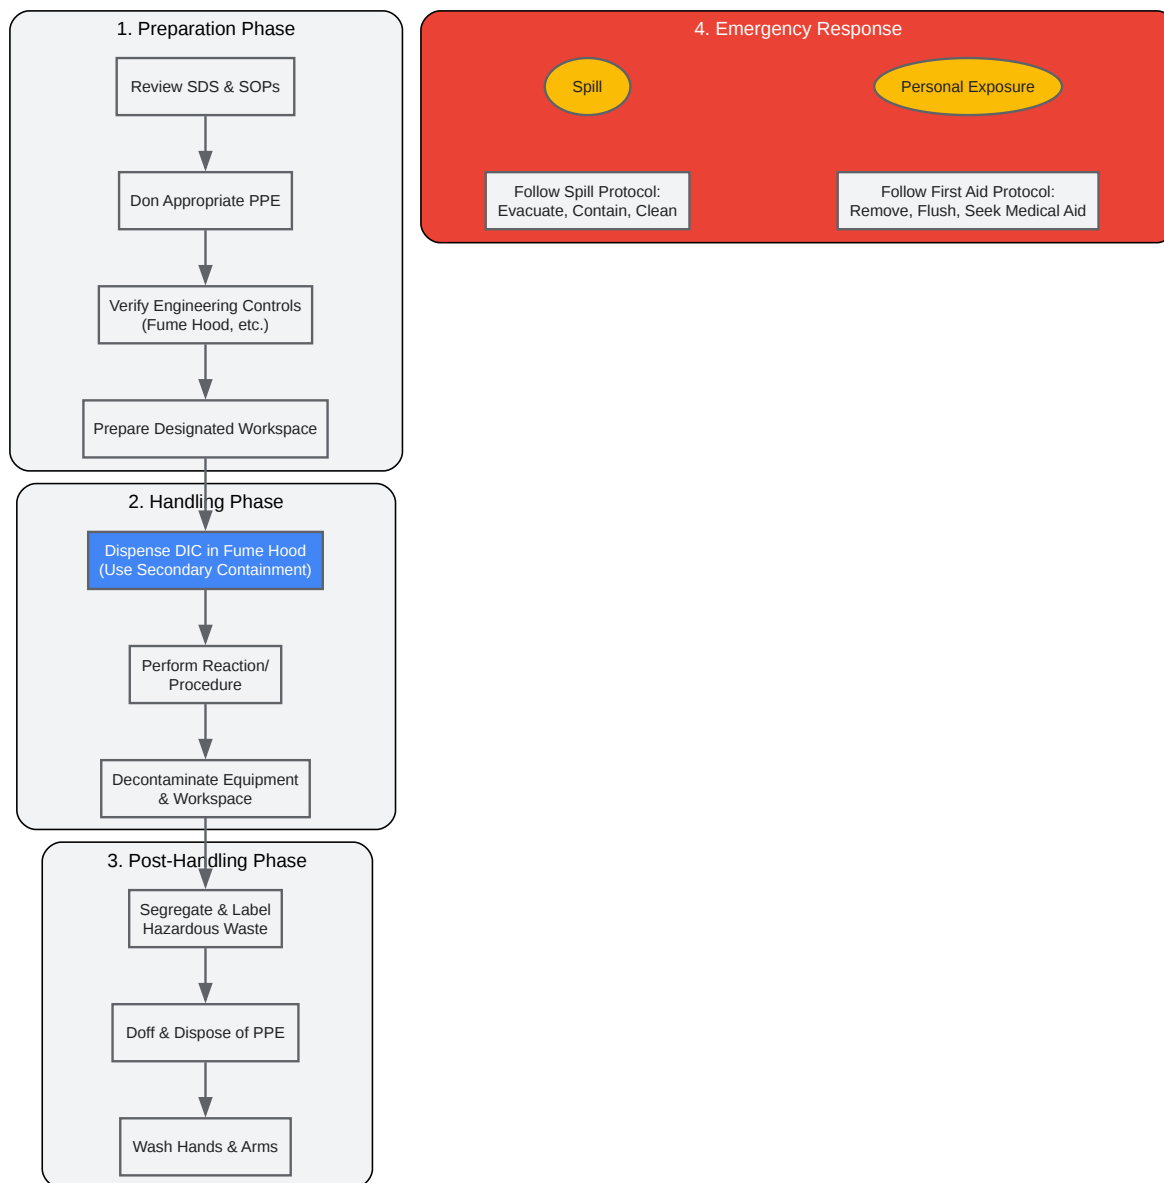 1. Preparation Phase
Review SDS & SOPs
Don Appropriate PPE
Verify Engineering Controls
(Fume Hood, etc.)
Prepare Designated Workspace
2. Handling Phase
Dispense DIC in Fume Hood
(Use Secondary Containment)
Perform Reaction/
Procedure
Decontaminate Equipment
& Workspace
3. Post-Handling Phase
Segregate & Label
Hazardous Waste
Doff & Dispose of PPE
Wash Hands & Arms
4. Emergency Response
Spill
Follow Spill Protocol:
Evacuate, Contain, Clean
Personal Exposure
Follow First Aid Protocol:
Remove, Flush, Seek Medical Aid